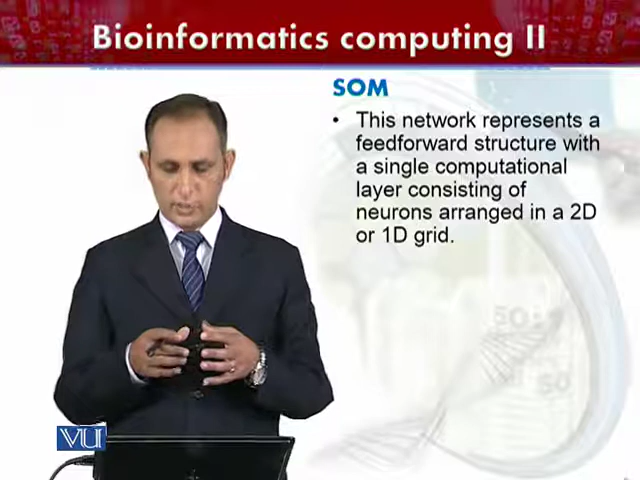 Bioinformatics computing II
SOM
• This network represents a
feedforward structure with
a single computational
layer consisting of
neurons arranged in a 2D
or 1D grid.
VU